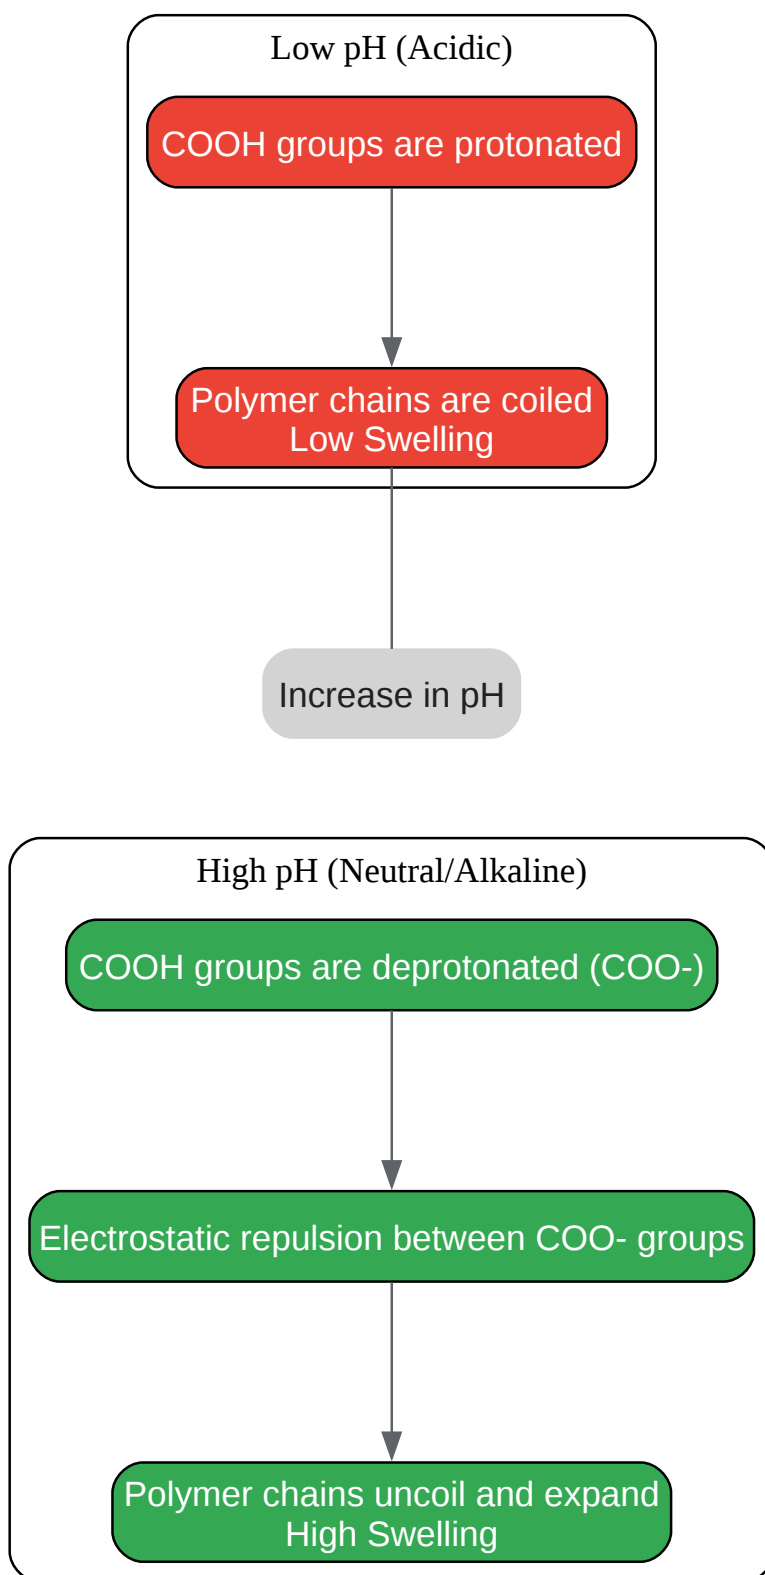 Low pH (Acidic)
COOH groups are protonated
Polymer chains are coiled
Low Swelling
Increase in pH
High pH (Neutral/Alkaline)
COOH groups are deprotonated (COO-)
Electrostatic repulsion between COO- groups
Polymer chains uncoil and expand
High Swelling